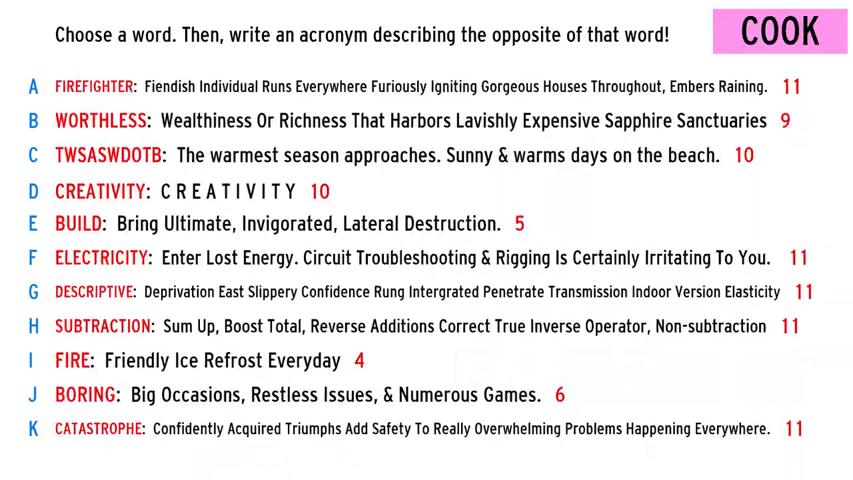 Choose a word. Then, write an acronym describing the opposite of that word!
COOK
A FIREFIGHTER: Fiendish Individual Runs Everywhere Furiously Igniting Gorgeous Houses Throughout, Embers Raining. 11
B WORTHLESS: Wealthiness Or Richness That Harbors Lavishly Expensive Sapphire Sanctuaries 9
C TWSASWDOTB: The warmest season approaches. Sunny & warms days on the beach. 10
D CREATIVITY: C R E A T I V I T Y 10
E BUILD: Bring Ultimate, Invigorated, Lateral Destruction. 5
F ELECTRICITY: Enter Lost Energy. Circuit Troubleshooting & Rigging Is Certainly Irritating To You. 11
G DESCRIPTIVE: Deprivation East Slippery Confidence Rung Intergrated Penetrate Transmission Indoor Version Elasticity 11
H SUBTRACTION: Sum Up, Boost Total, Reverse Additions Correct True Inverse Operator, Non-subtraction 11
I FIRE: Friendly Ice Refrost Everyday 4
J BORING: Big Occasions, Restless Issues, & Numerous Games. 6
K CATASTROPHE: Confidently Acquired Triumphs Add Safety To Really Overwhelming Problems Happening Everywhere. 11